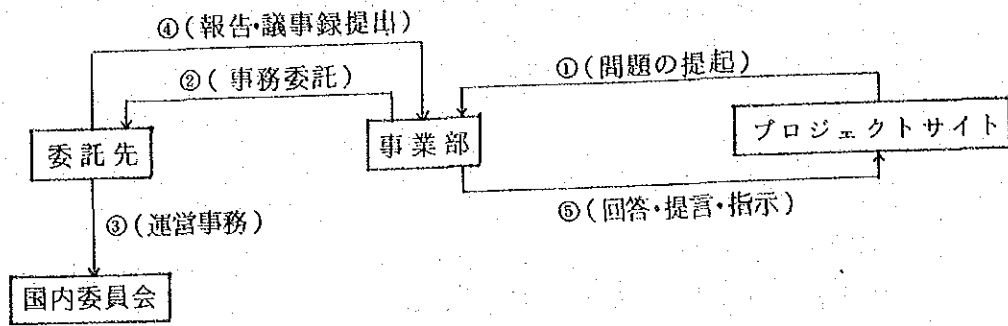 ④(報告・議事録提出)
②(事務委託)
①(問題の提起)
委託先
事業部
プロジェクトサイト
③(運営事務)
⑤(回答・提言・指示)
国内委員会